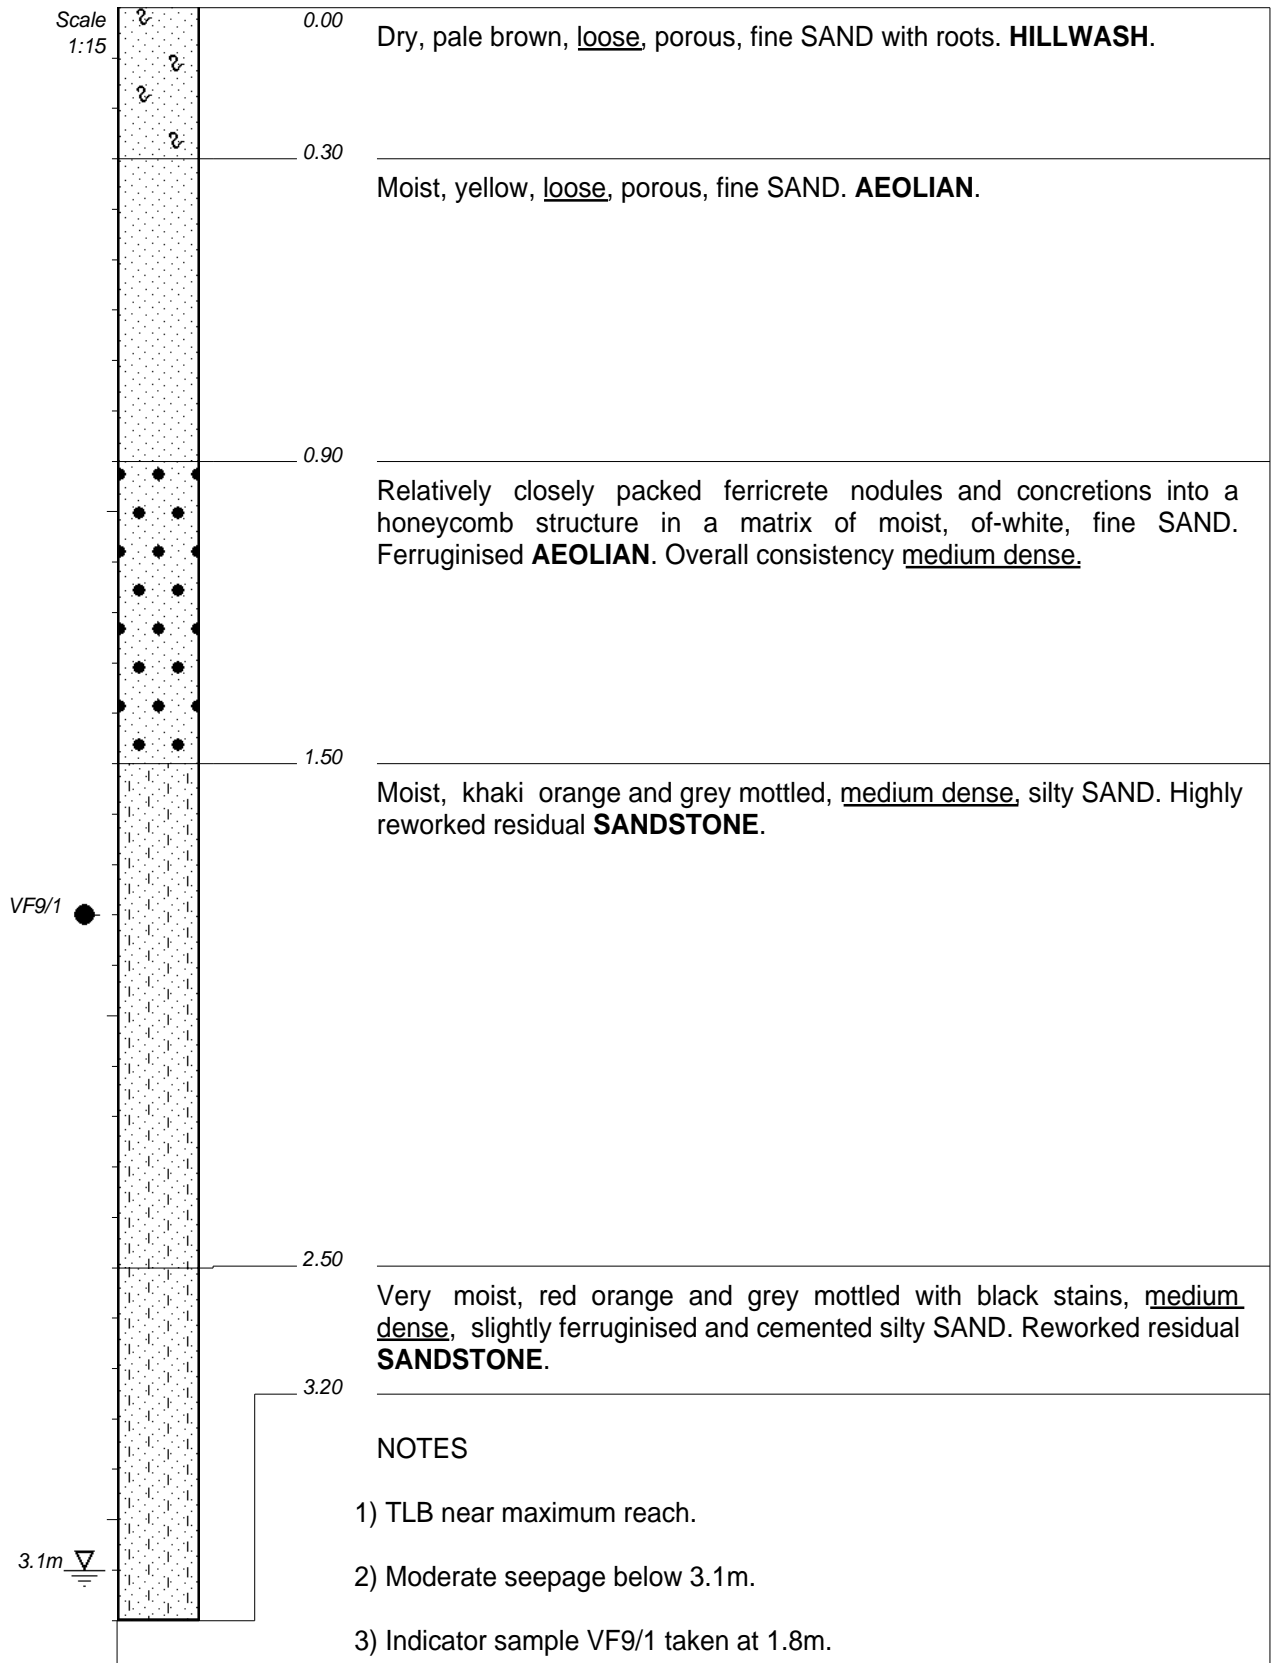 Scale
1:15
0.00
Dry, pale brown, loose, porous, fine SAND with roots. HILLWASH.
0.30
Moist, yellow, loose, porous, fine SAND. AEOLIAN.
0.90
Relatively closely packed ferricrete nodules and concretions into a
honeycomb structure in a matrix of moist, of-white, fine SAND.
Ferruginised AEOLIAN. Overall consistency medium dense.
1.50
Moist, khaki orange and grey mottled, medium dense, silty SAND. Highly
reworked residual SANDSTONE.
VF9/1
2.50
Very moist, red orange and grey mottled with black stains, medium
dense, slightly ferruginised and cemented silty SAND. Reworked residual
SANDSTONE.
3.20
NOTES
1) TLB near maximum reach.
3.1m
2) Moderate seepage below 3.1m.
3) Indicator sample VF9/1 taken at 1.8m.